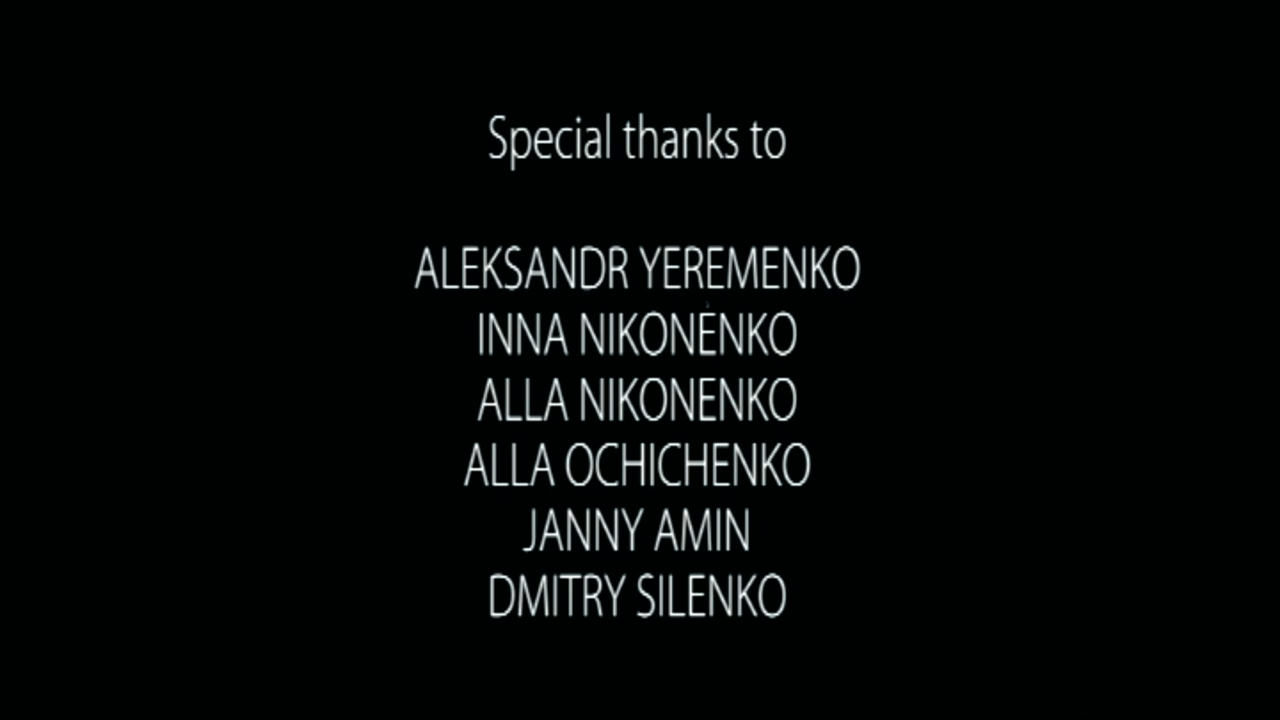 Special thanks to
ALEKSANDR YEREMENKO
INNA NIKONENKO
ALLA NIKONENKO
ALLA OCHICHENKO
JANNY AMIN
DMITRY SILENKO